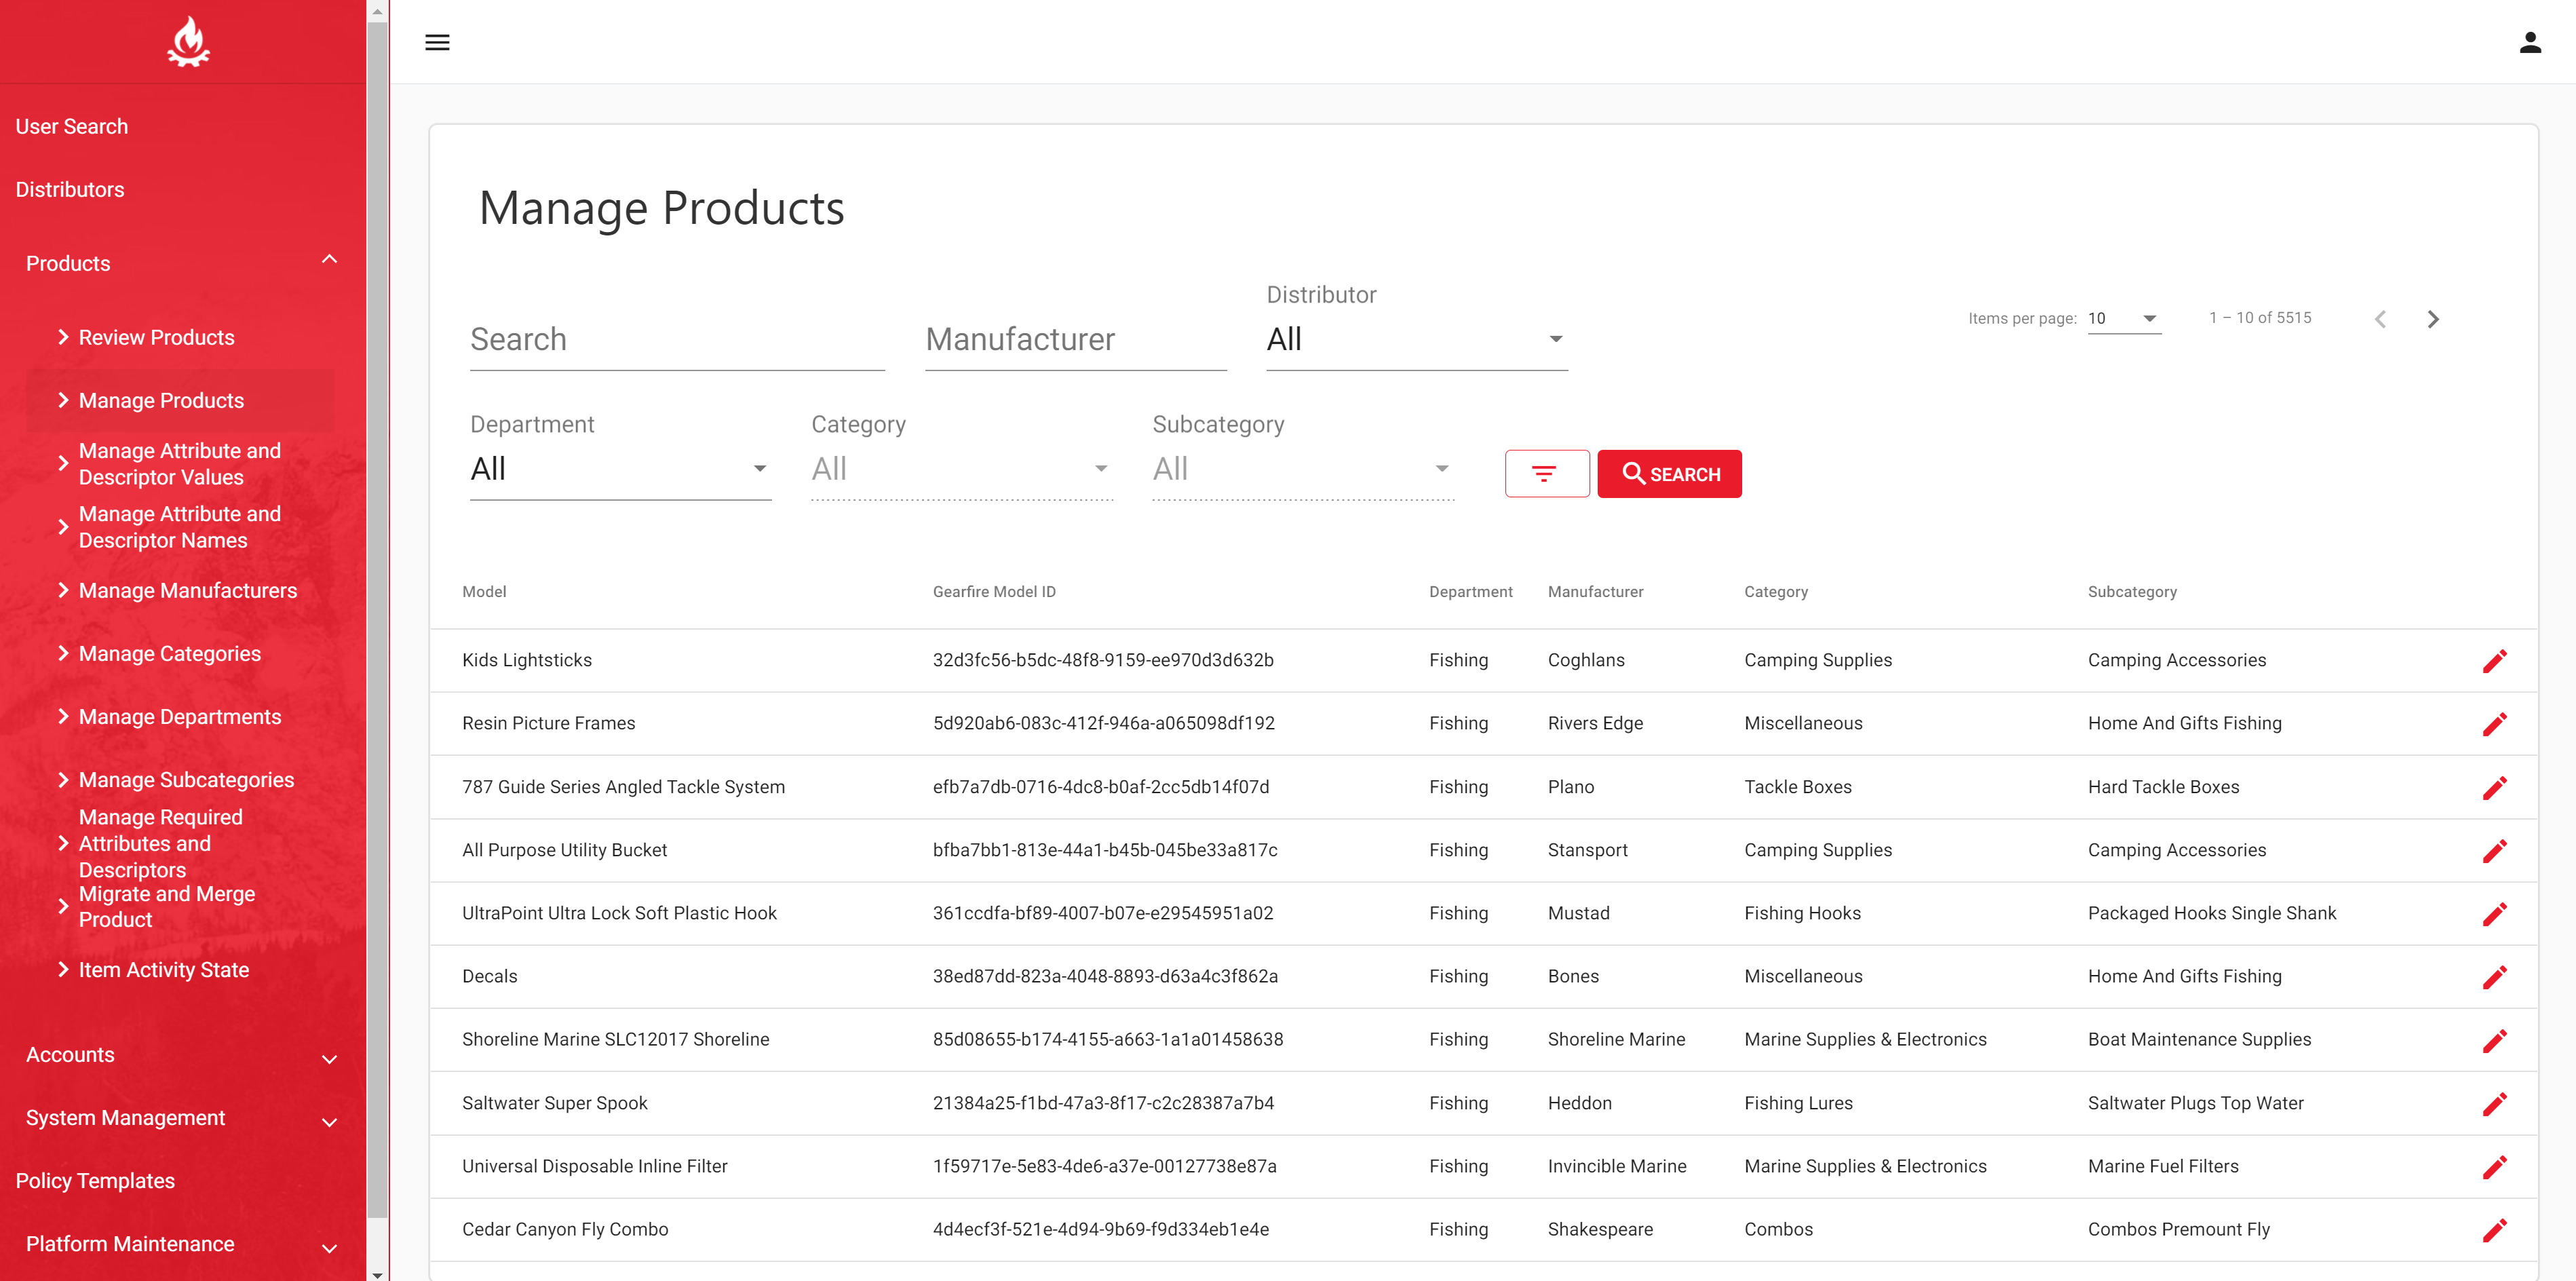 User Search
Distributors
Products
Review Products
Manage Products
Manage Attribute and
Descriptor Values
Manage Attribute and
Descriptor Names
Manage Manufacturers
Manage Categories
Manage Departments
Manage Subcategories
Manage Required
Attributes and
Descriptors
Migrate and Merge
Product
Item Activity State
Accounts
System Management
Policy Templates
Platform Maintenance
Manage Products
Search
Manufacturer
Distributor
All
Items per page: 10
1 – 10 of 5515
Department
All
Category
All
Subcategory
All
SEARCH
Model Gearfire Model ID Department Manufacturer Category Subcategory
Kids Lightsticks 32d3fc56-b5dc-48f8-9159-ee970d3d632b Fishing Coghlans Camping Supplies Camping Accessories
Resin Picture Frames 5d920ab6-083c-412f-946a-a065098df192 Fishing Rivers Edge Miscellaneous Home And Gifts Fishing
787 Guide Series Angled Tackle System efb7a7db-0716-4dc8-b0af-2cc5db14f07d Fishing Plano Tackle Boxes Hard Tackle Boxes
All Purpose Utility Bucket bfba7bb1-813e-44a1-b45b-045be33a817c Fishing Stansport Camping Supplies Camping Accessories
UltraPoint Ultra Lock Soft Plastic Hook 361ccdfa-bf89-4007-b07e-e29545951a02 Fishing Mustad Fishing Hooks Packaged Hooks Single Shank
Decals 38ed87dd-823a-4048-8893-d63a4c3f862a Fishing Bones Miscellaneous Home And Gifts Fishing
Shoreline Marine SLC12017 Shoreline 85d08655-b174-4155-a663-1a1a01458638 Fishing Shoreline Marine Marine Supplies & Electronics Boat Maintenance Supplies
Saltwater Super Spook 21384a25-f1bd-47a3-8f17-c2c28387a7b4 Fishing Heddon Fishing Lures Saltwater Plugs Top Water
Universal Disposable Inline Filter 1f59717e-5e83-4de6-a37e-00127738e87a Fishing Invincible Marine Marine Supplies & Electronics Marine Fuel Filters
Cedar Canyon Fly Combo 4d4ecf3f-521e-4d94-9b69-f9d334eb1e4e Fishing Shakespeare Combos Combos Premount Fly